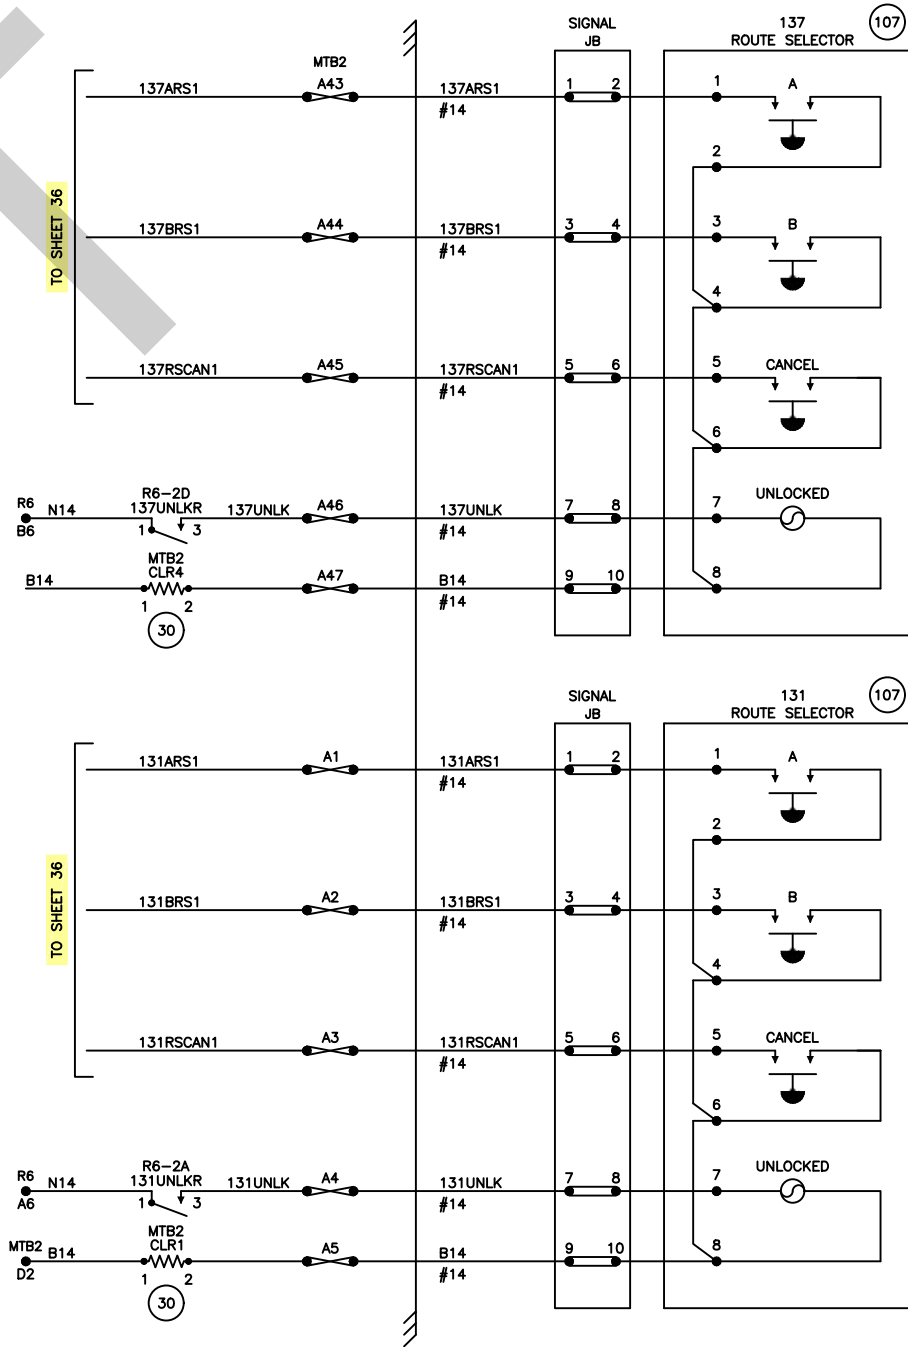 SIGNAL
JB
137
ROUTE SELECTOR
107
MTB2
137ARS1
A43
137ARS1
#14
1 2
1
A
2
TO SHEET 36
137BRS1
A44
137BRS1
#14
3 4
3
B
4
137RSCAN1
A45
137RSCAN1
#14
5 6
5
CANCEL
6
R6
B6
N14
R6-2D
137UNLKR
1 3
137UNLK
A46
137UNLK
#14
7 8
7
UNLOCKED
B14
MTB2
CLR4
1 2
30
A47
B14
#14
9 10
8
SIGNAL
JB
131
ROUTE SELECTOR
107
131ARS1
A1
131ARS1
#14
1 2
1
A
2
TO SHEET 36
131BRS1
A2
131BRS1
#14
3 4
3
B
4
131RSCAN1
A3
131RSCAN1
#14
5 6
5
CANCEL
6
R6
A6
N14
R6-2A
131UNLKR
1 3
131UNLK
A4
131UNLK
#14
7 8
7
UNLOCKED
MTB2
D2
B14
MTB2
CLR1
1 2
30
A5
B14
#14
9 10
8